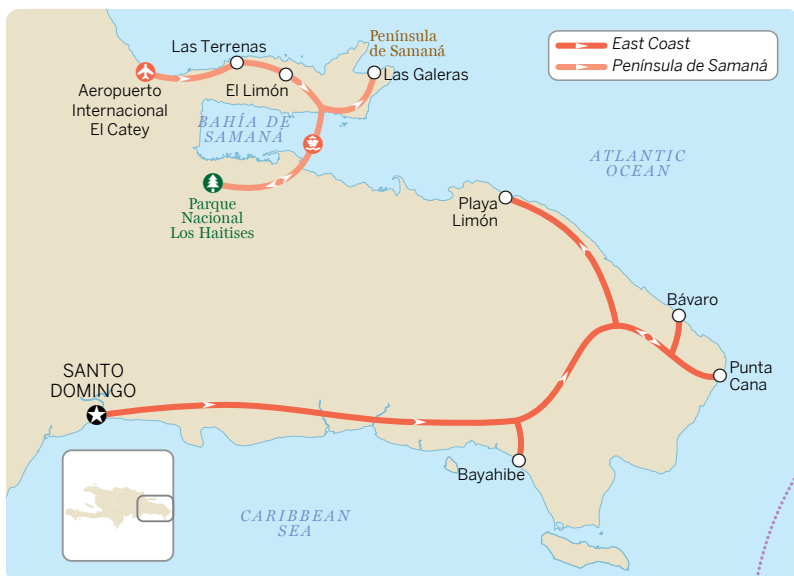 Península
de Samaná
Las Terrenas
Las Galeras
El Limón
Aeropuerto
Internacional
El Catey
BAHÍA DE
SAMANÁ
East Coast
Península de Samaná
ATLANTIC
OCEAN
Parque
Nacional
Los Haitises
Playa
Limón
Bávaro
Punta
Cana
SANTO
DOMINGO
Bayahibe
CARIBBEAN
SEA